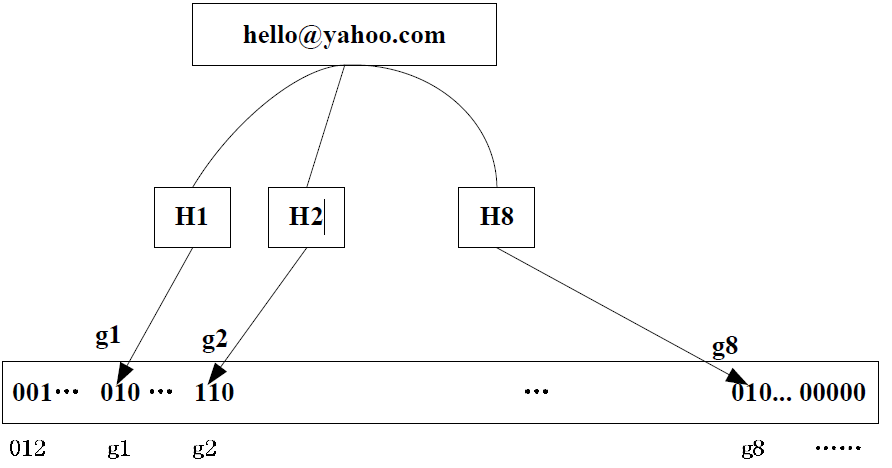 hello@yahoo.com
H1 H2 H8
g1 g2 g8
001··· 010 ··· 110 ··· 010... 00000
012 g1 g2 g8 ······